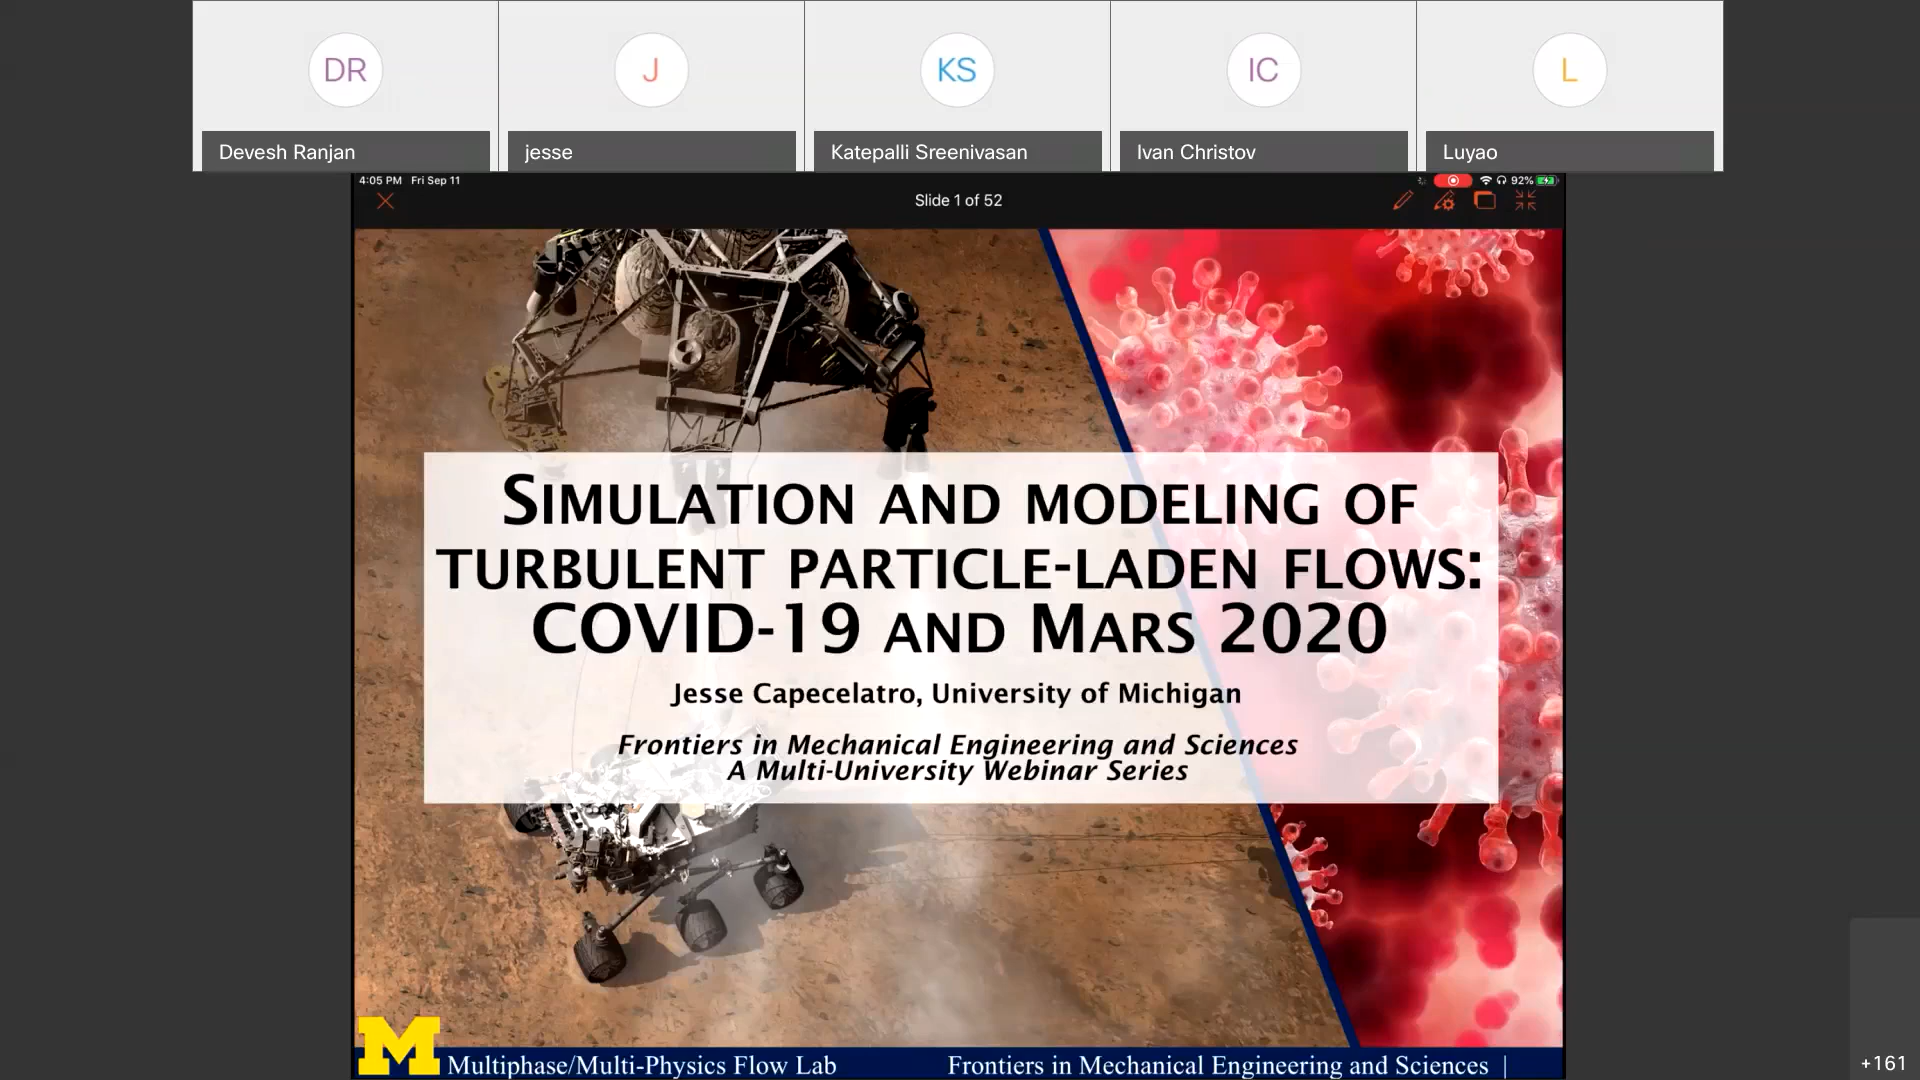 DR
J
KS
IC
L
Devesh Ranjan
jesse
Katepalli Sreenivasan
Ivan Christov
Luyao
4:05 PM Fri Sep 11
92%
Slide 1 of 52
SIMULATION AND MODELING OF
TURBULENT PARTICLE-LADEN FLOWS:
COVID-19 AND MARS 2020
Jesse Capecelatro, University of Michigan
Frontiers in Mechanical Engineering and Sciences
A Multi-University Webinar Series
M
Multiphase/Multi-Physics Flow Lab
Frontiers in Mechanical Engineering and Sciences |
+161